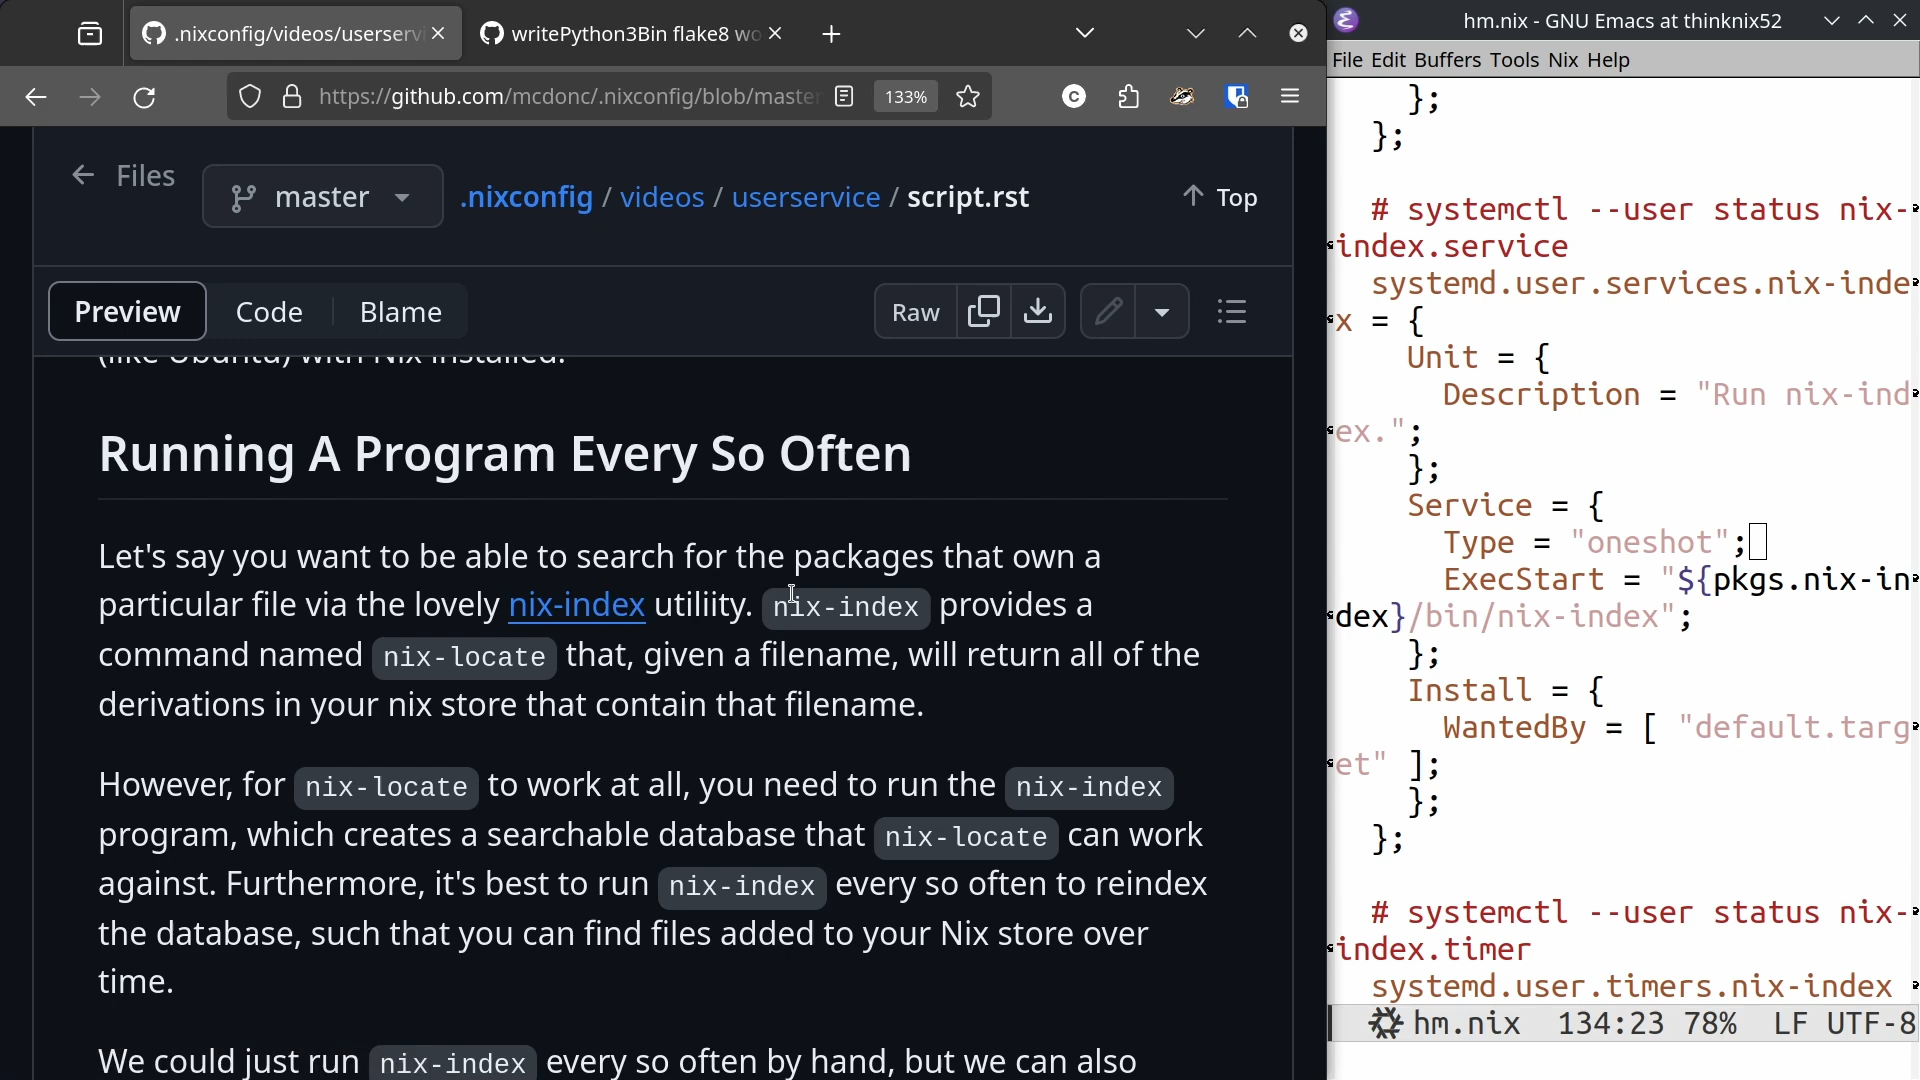 .nixconfig/videos/userservi
writePython3Bin flake8 wo
https://github.com/mcdonc/.nixconfig/blob/master
133%
C
Files
master
.nixconfig / videos / userservice / script.rst
Top
Preview
Code
Blame
Raw
(like Ubuntu) with Nix installed.
Running A Program Every So Often
Let's say you want to be able to search for the packages that own a
particular file via the lovely nix-index utiliity. nix-index provides a
command named nix-locate that, given a filename, will return all of the
derivations in your nix store that contain that filename.
However, for nix-locate to work at all, you need to run the nix-index
program, which creates a searchable database that nix-locate can work
against. Furthermore, it's best to run nix-index every so often to reindex
the database, such that you can find files added to your Nix store over
time.
We could just run nix-index every so often by hand, but we can also
hm.nix - GNU Emacs at thinknix52
File Edit Buffers Tools Nix Help
};
};
# systemctl --user status nix-
index.service
systemd.user.services.nix-inde
x = {
Unit = {
Description = "Run nix-ind
ex.";
};
Service = {
Type = "oneshot";
ExecStart = "${pkgs.nix-in
dex}/bin/nix-index";
};
Install = {
WantedBy = [ "default.targ
et" ];
};
};
# systemctl --user status nix-
index.timer
systemd.user.timers.nix-index
hm.nix 134:23 78% LF UTF-8